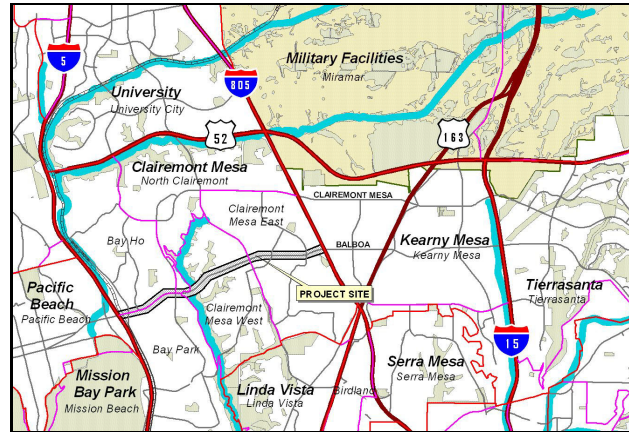 5
Military Facilities
Miramar
805
University
University City
52
163
Clairemont Mesa
North Clairemont
CLAIREMONT MESA
Clairemont
Mesa East
Bay Ho
BALBOA
Kearny Mesa
Kearny Mesa
Pacific
Beach
Pacific Beach
PROJECT SITE
Tierrasanta
Tierrasanta
Clairemont
Mesa West
Bay Park
15
Serra Mesa
Serra Mesa
Mission
Bay Park
Mission Beach
Linda Vista
Linda Vista
Birdland